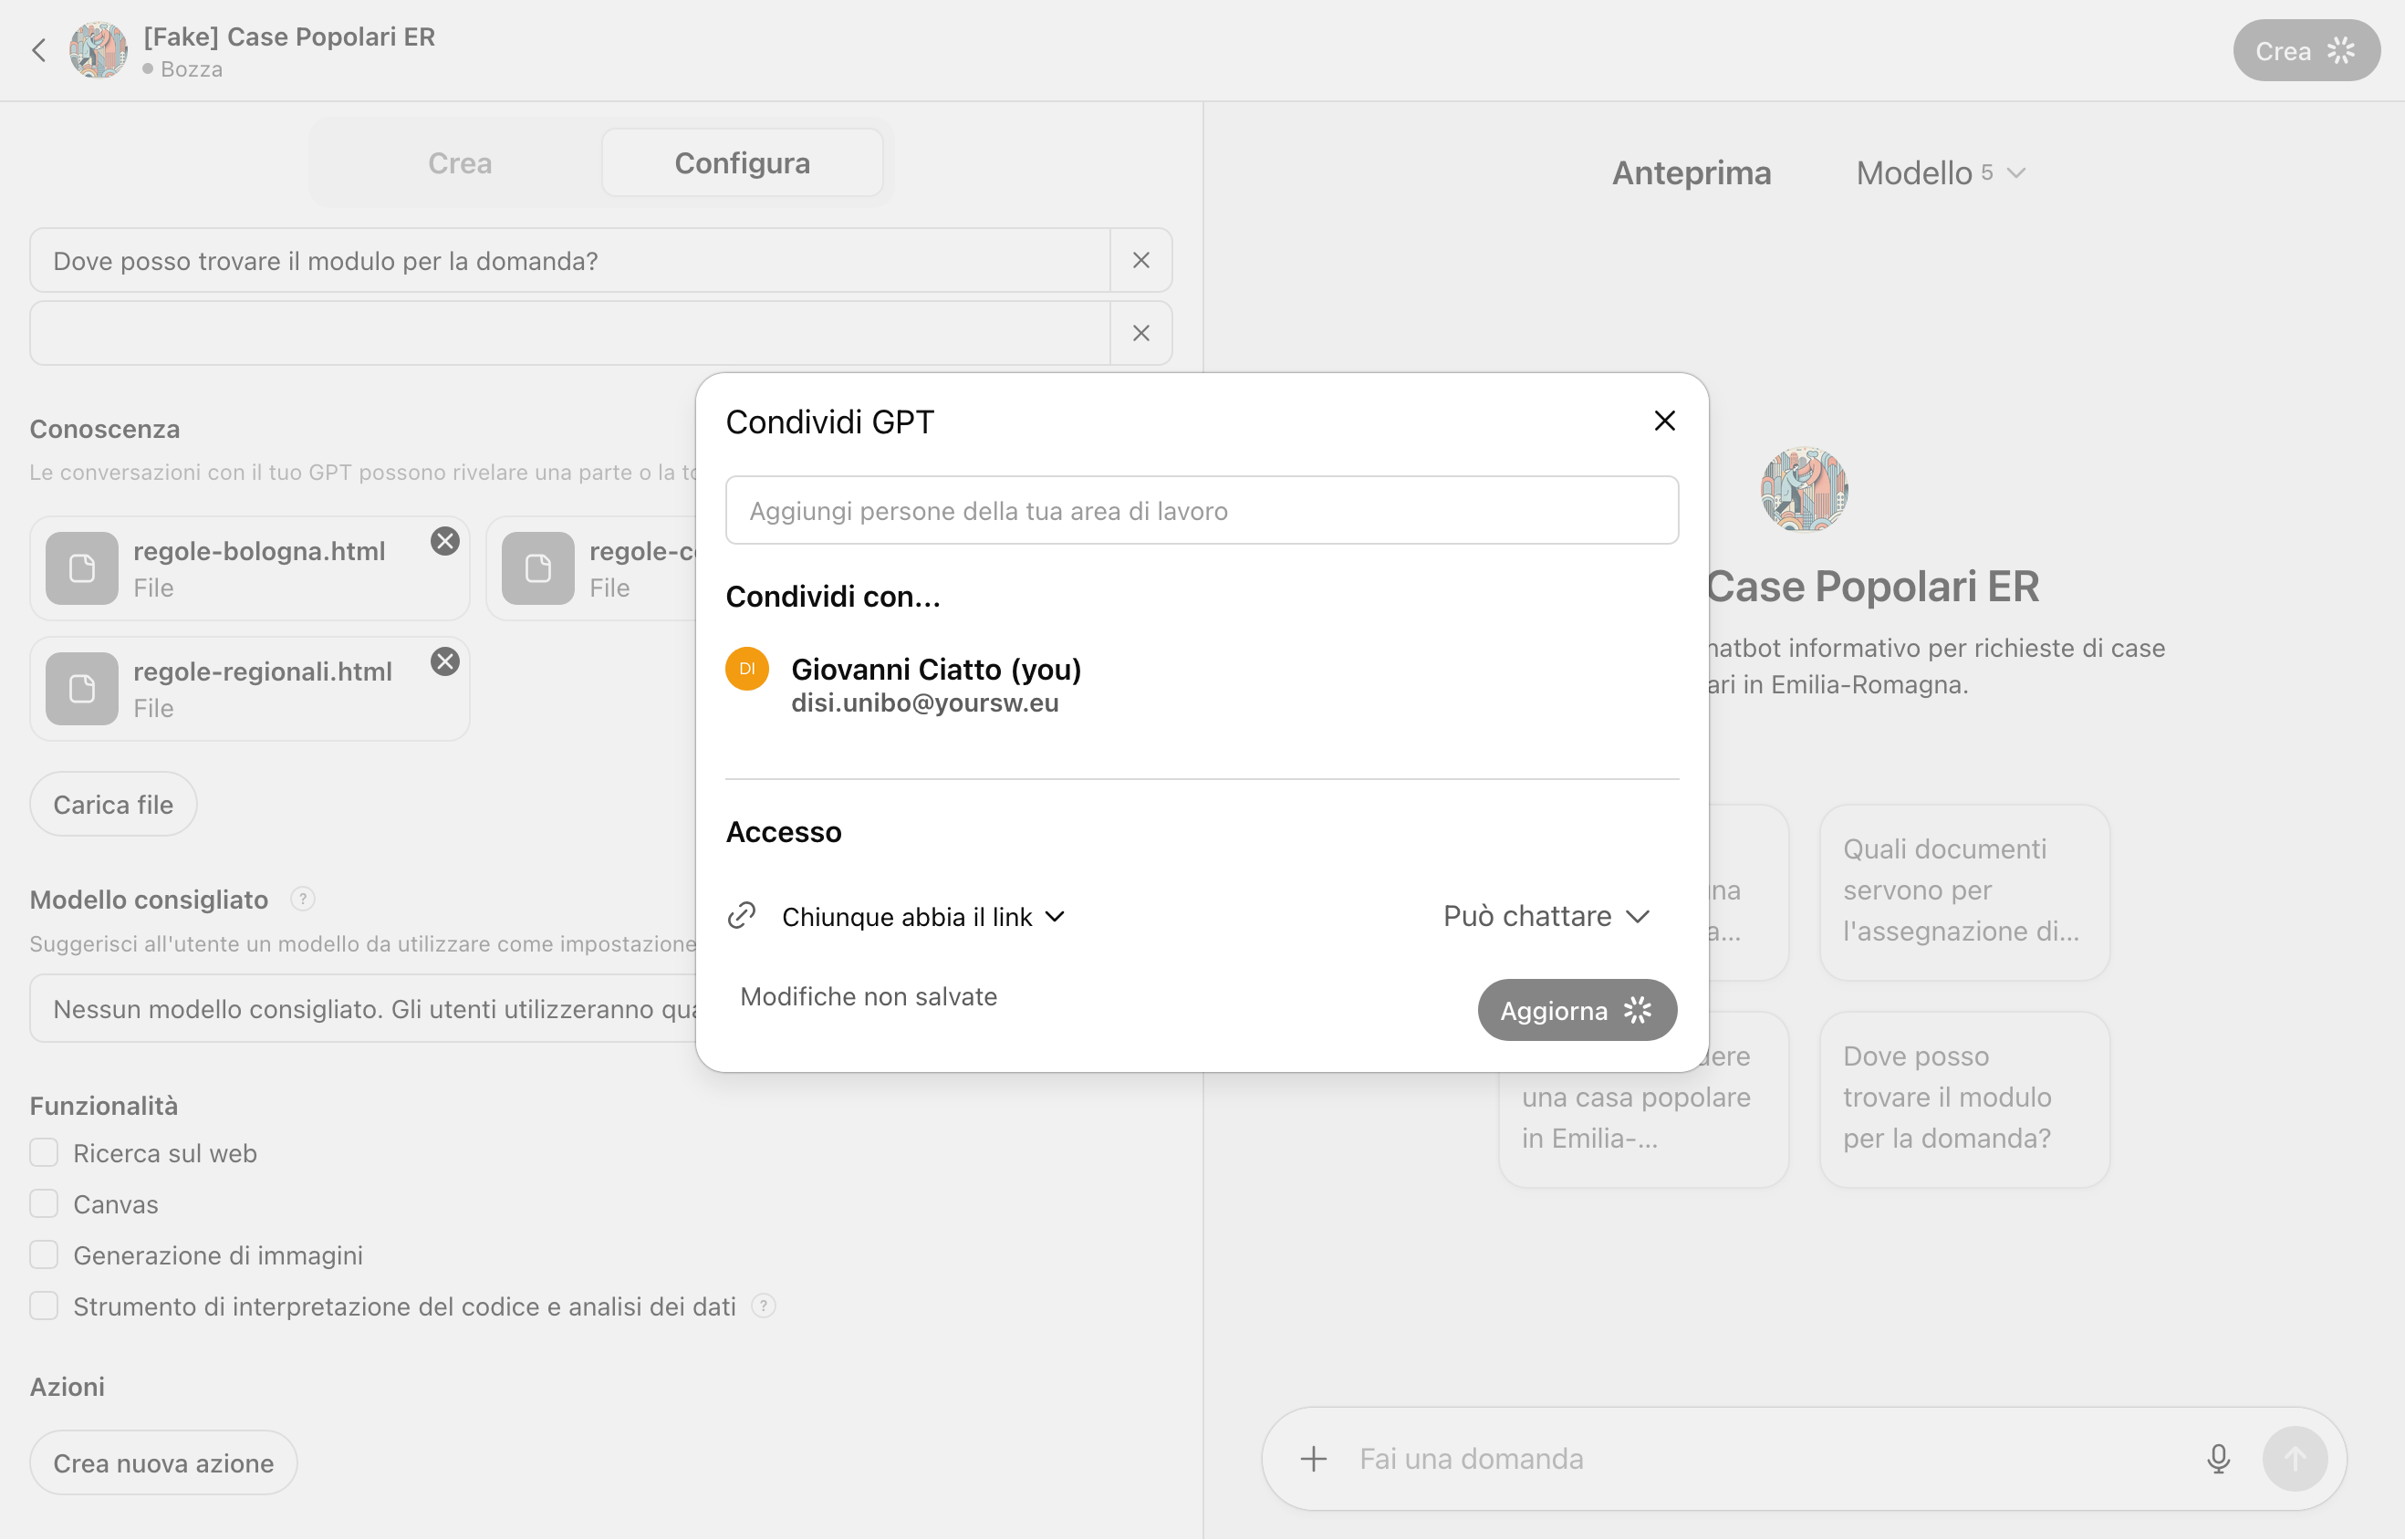 [Fake] Case Popolari ER
Bozza
Crea
Crea
Configura
Dove posso trovare il modulo per la domanda?
Conoscenza
Le conversazioni con il tuo GPT possono rivelare una parte o la
regole-bologna.html
File
File
regole-regionali.html
File
Carica file
Modello consigliato ?
Suggerisci all'utente un modello da utilizzare come impostazione
Nessun modello consigliato. Gli utenti utilizzeranno
Funzionalità
Ricerca sul web
Canvas
Generazione di immagini
Strumento di interpretazione del codice e analisi dei dati ?
Azioni
Crea nuova azione
Condividi GPT
Aggiungi persone della tua area di lavoro
Condividi con...
DI
Giovanni Ciatto (you)
disi.unibo@yoursw.eu
Accesso
Chiunque abbia il link
Può chattare
Modifiche non salvate
Aggiorna
Anteprima
Modello 5
Case Popolari ER
informativo per richieste di case
in Emilia-Romagna.
Quali documenti
servono per
l'assegnazione di...
una casa popolare
in Emilia-...
Dove posso
trovare il modulo
per la domanda?
Fai una domanda